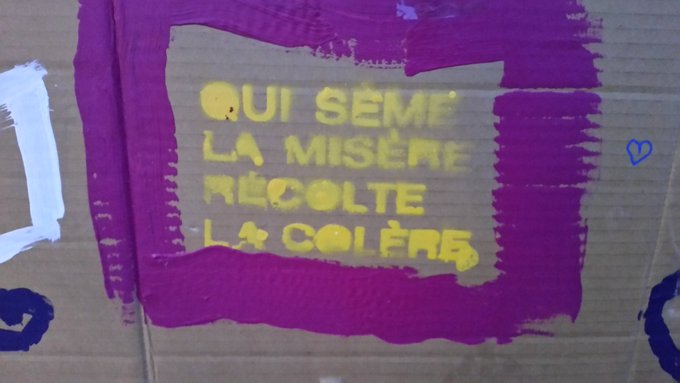 QUI SÈME
LA MISÈRE
RÉCOLTE
LA COLÈRE